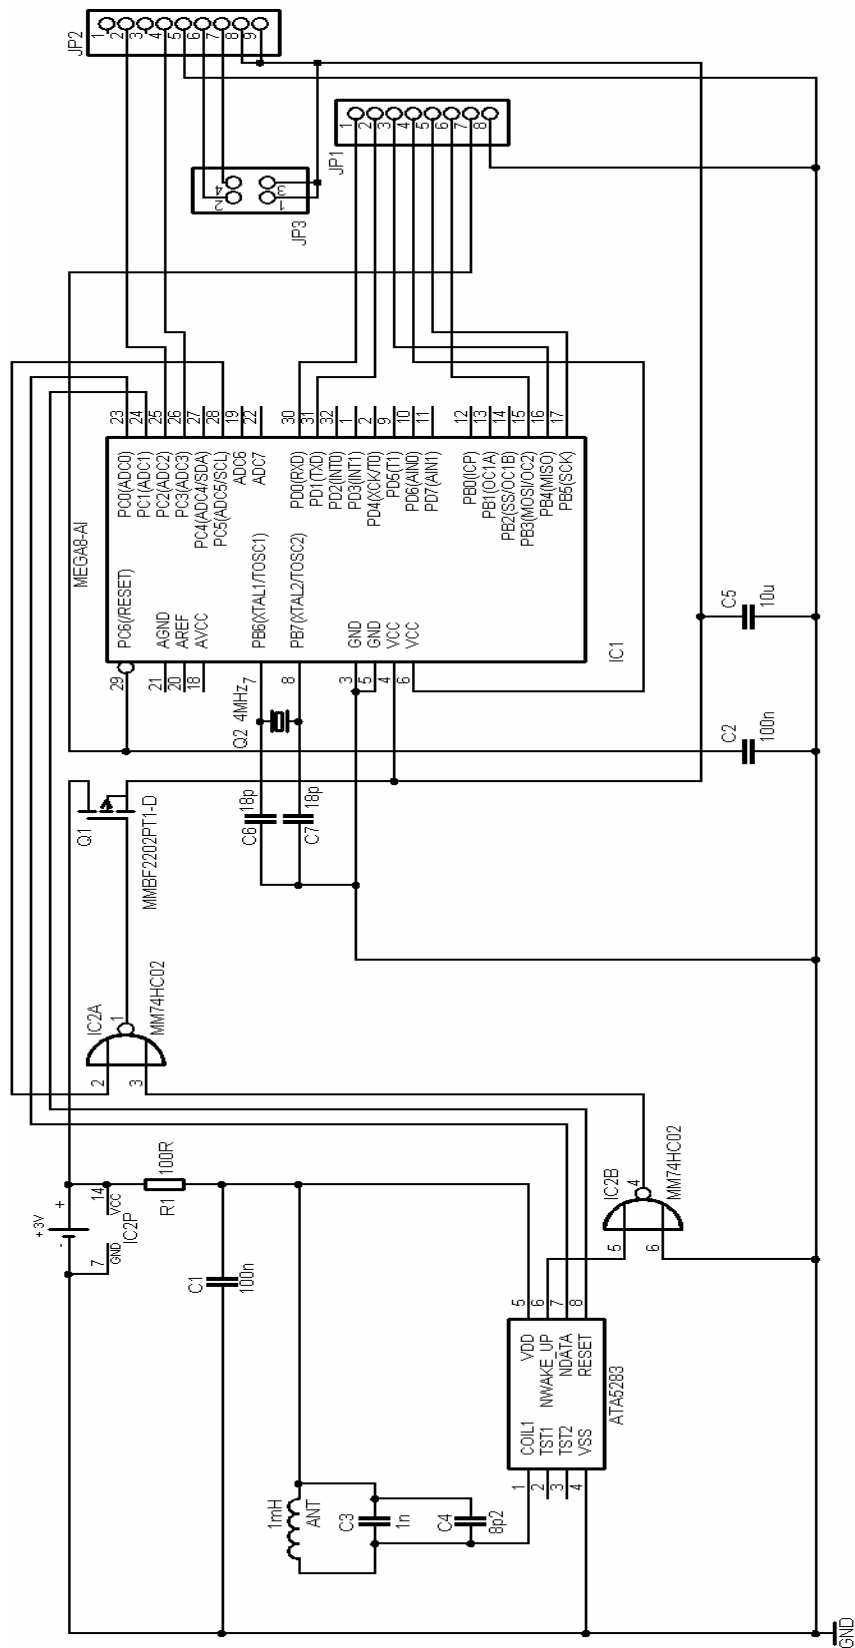 JP2
1
2
3
4
5
6
7
8
9
JP1
1
2
3
4
5
6
7
8
JP3
4
3
2
1
MEGA8-AI
IC1
23
24
25
26
27
28
19
22
30
31
32
1
2
9
10
11
12
13
14
15
16
17
PC0(ADC0)
PC1(ADC1)
PC2(ADC2)
PC3(ADC3)
PC4(ADC4/SDA)
PC5(ADC5/SCL)
ADC6
ADC7
PD0(RXD)
PD1(TXD)
PD2(INT0)
PD3(INT1)
PD4(XCK/T0)
PD5(T1)
PD6(AIN0)
PD7(AIN1)
PB0(ICP)
PB1(OC1A)
PB2(SS/OC1B)
PB3(MOSI/OC2)
PB4(MISO)
PB5(SCK)
PC6(/RESET)
AGND
AREF
AVCC
PB6(XTAL1/TOSC1)
PB7(XTAL2/TOSC2)
GND
GND
VCC
VCC
29
21
20
18
7
8
3
5
4
6
Q2 4MHz
C5
10u
C2
100n
C6
18p
C7
18p
Q1
MMBF2202PT1-D
IC2A
MM74HC02
1
2
3
+3V
+
-
14
VCC
7
GND
IC2P
R1
100R
C1
100n
IC2B
MM74HC02
4
5
6
5
6
7
8
VDD
NWAKE_UP
NDATA
RESET
COIL1
TST1
TST2
VSS
1
2
3
4
ATA5283
1mH
ANT
C3
1n
C4
8p2
GND